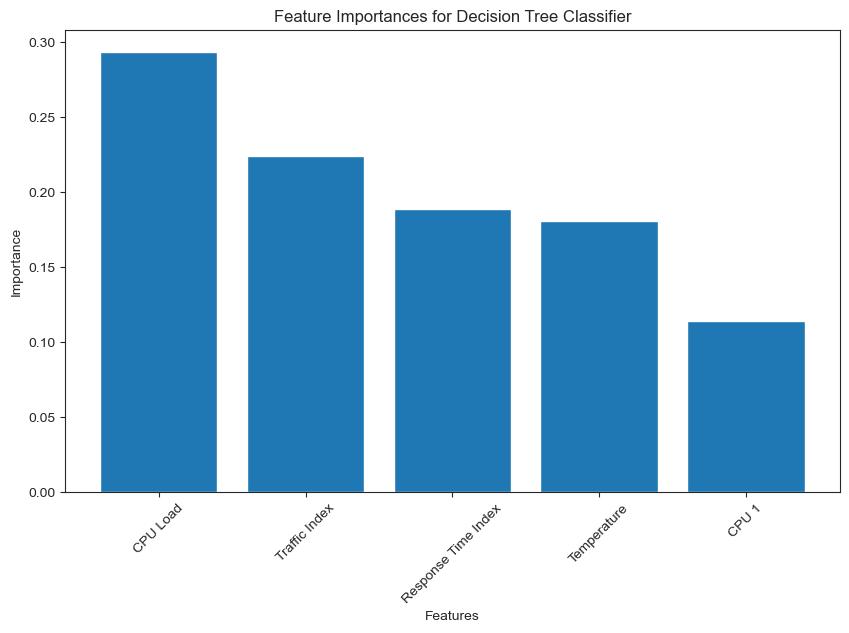 Feature Importances for Decision Tree Classifier
0.30
0.25
0.20
0.15
0.10
0.05
0.00
Importance
CPU Load
Traffic Index
Response Time Index
Temperature
CPU 1
Features